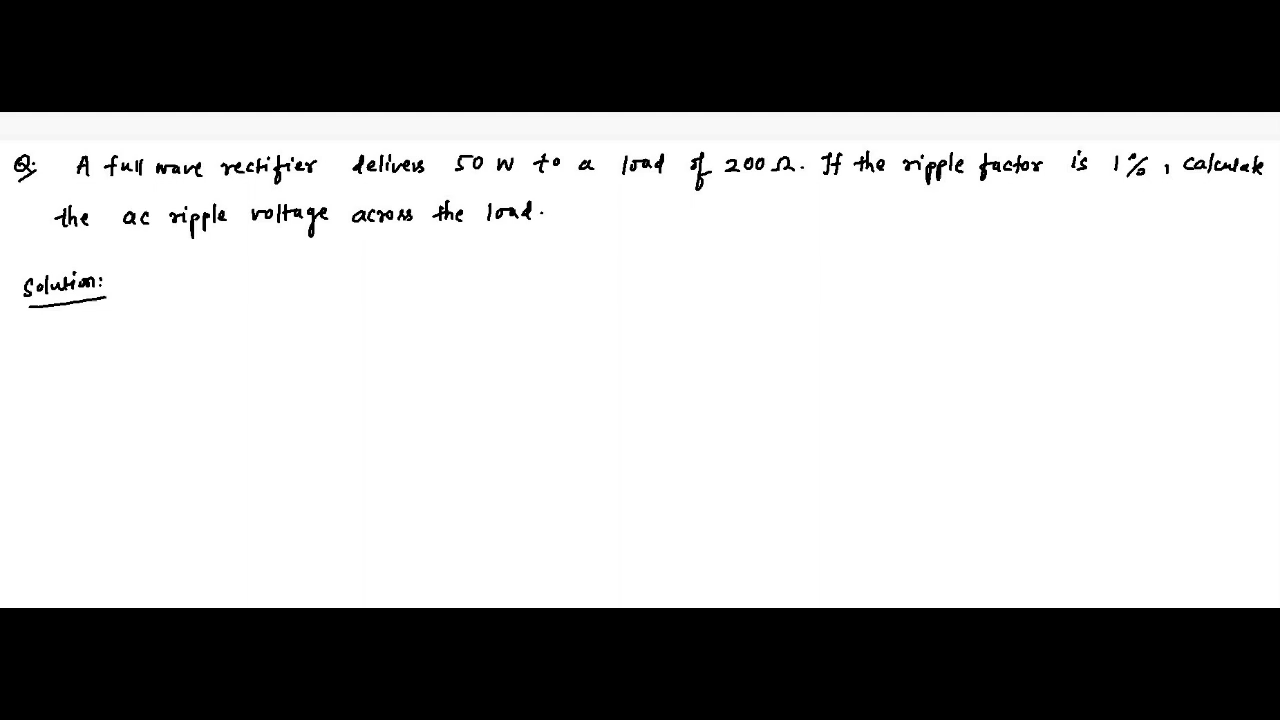 Q: A full wave rectifier delivers 50 W to a load of 200 Ω. If the ripple factor is 1%, calculate
the ac ripple voltage across the load.
Solution: